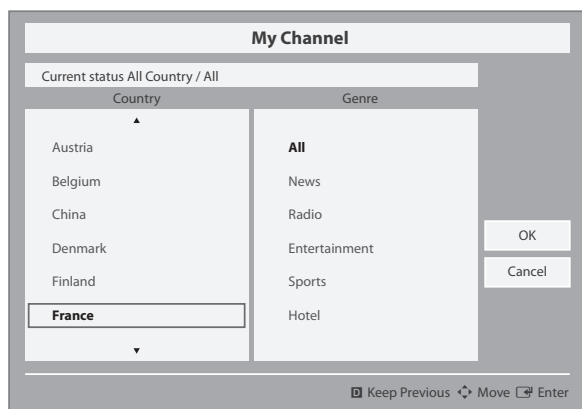 My Channel
Current status All Country / All
Country
Genre
Austria
All
Belgium
News
China
Radio
Denmark
Entertainment
Finland
Sports
France
Hotel
OK
Cancel
D Keep Previous Move Enter